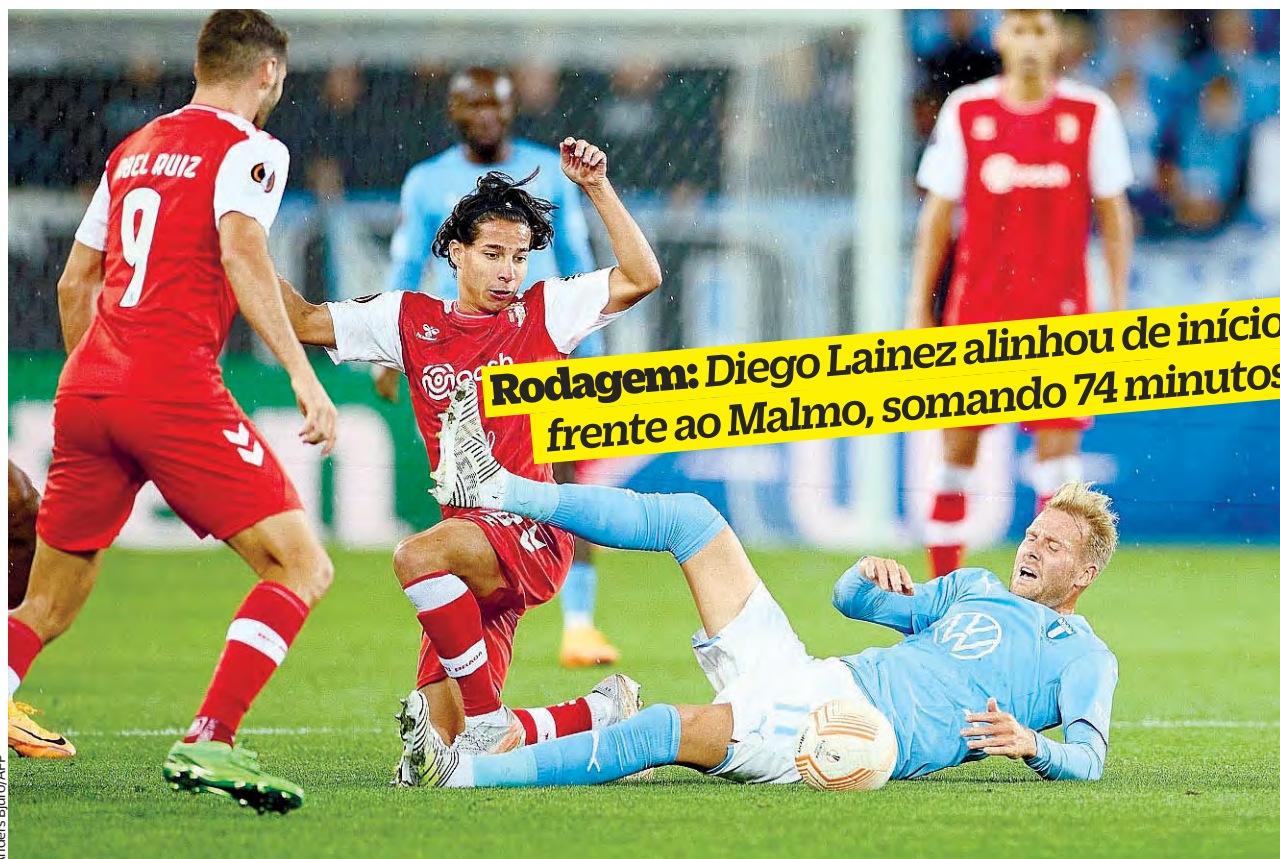 ABEL RUIZ
9
Rodagem: Diego Lainez alinhou de início
frente ao Malmo, somando 74 minutos